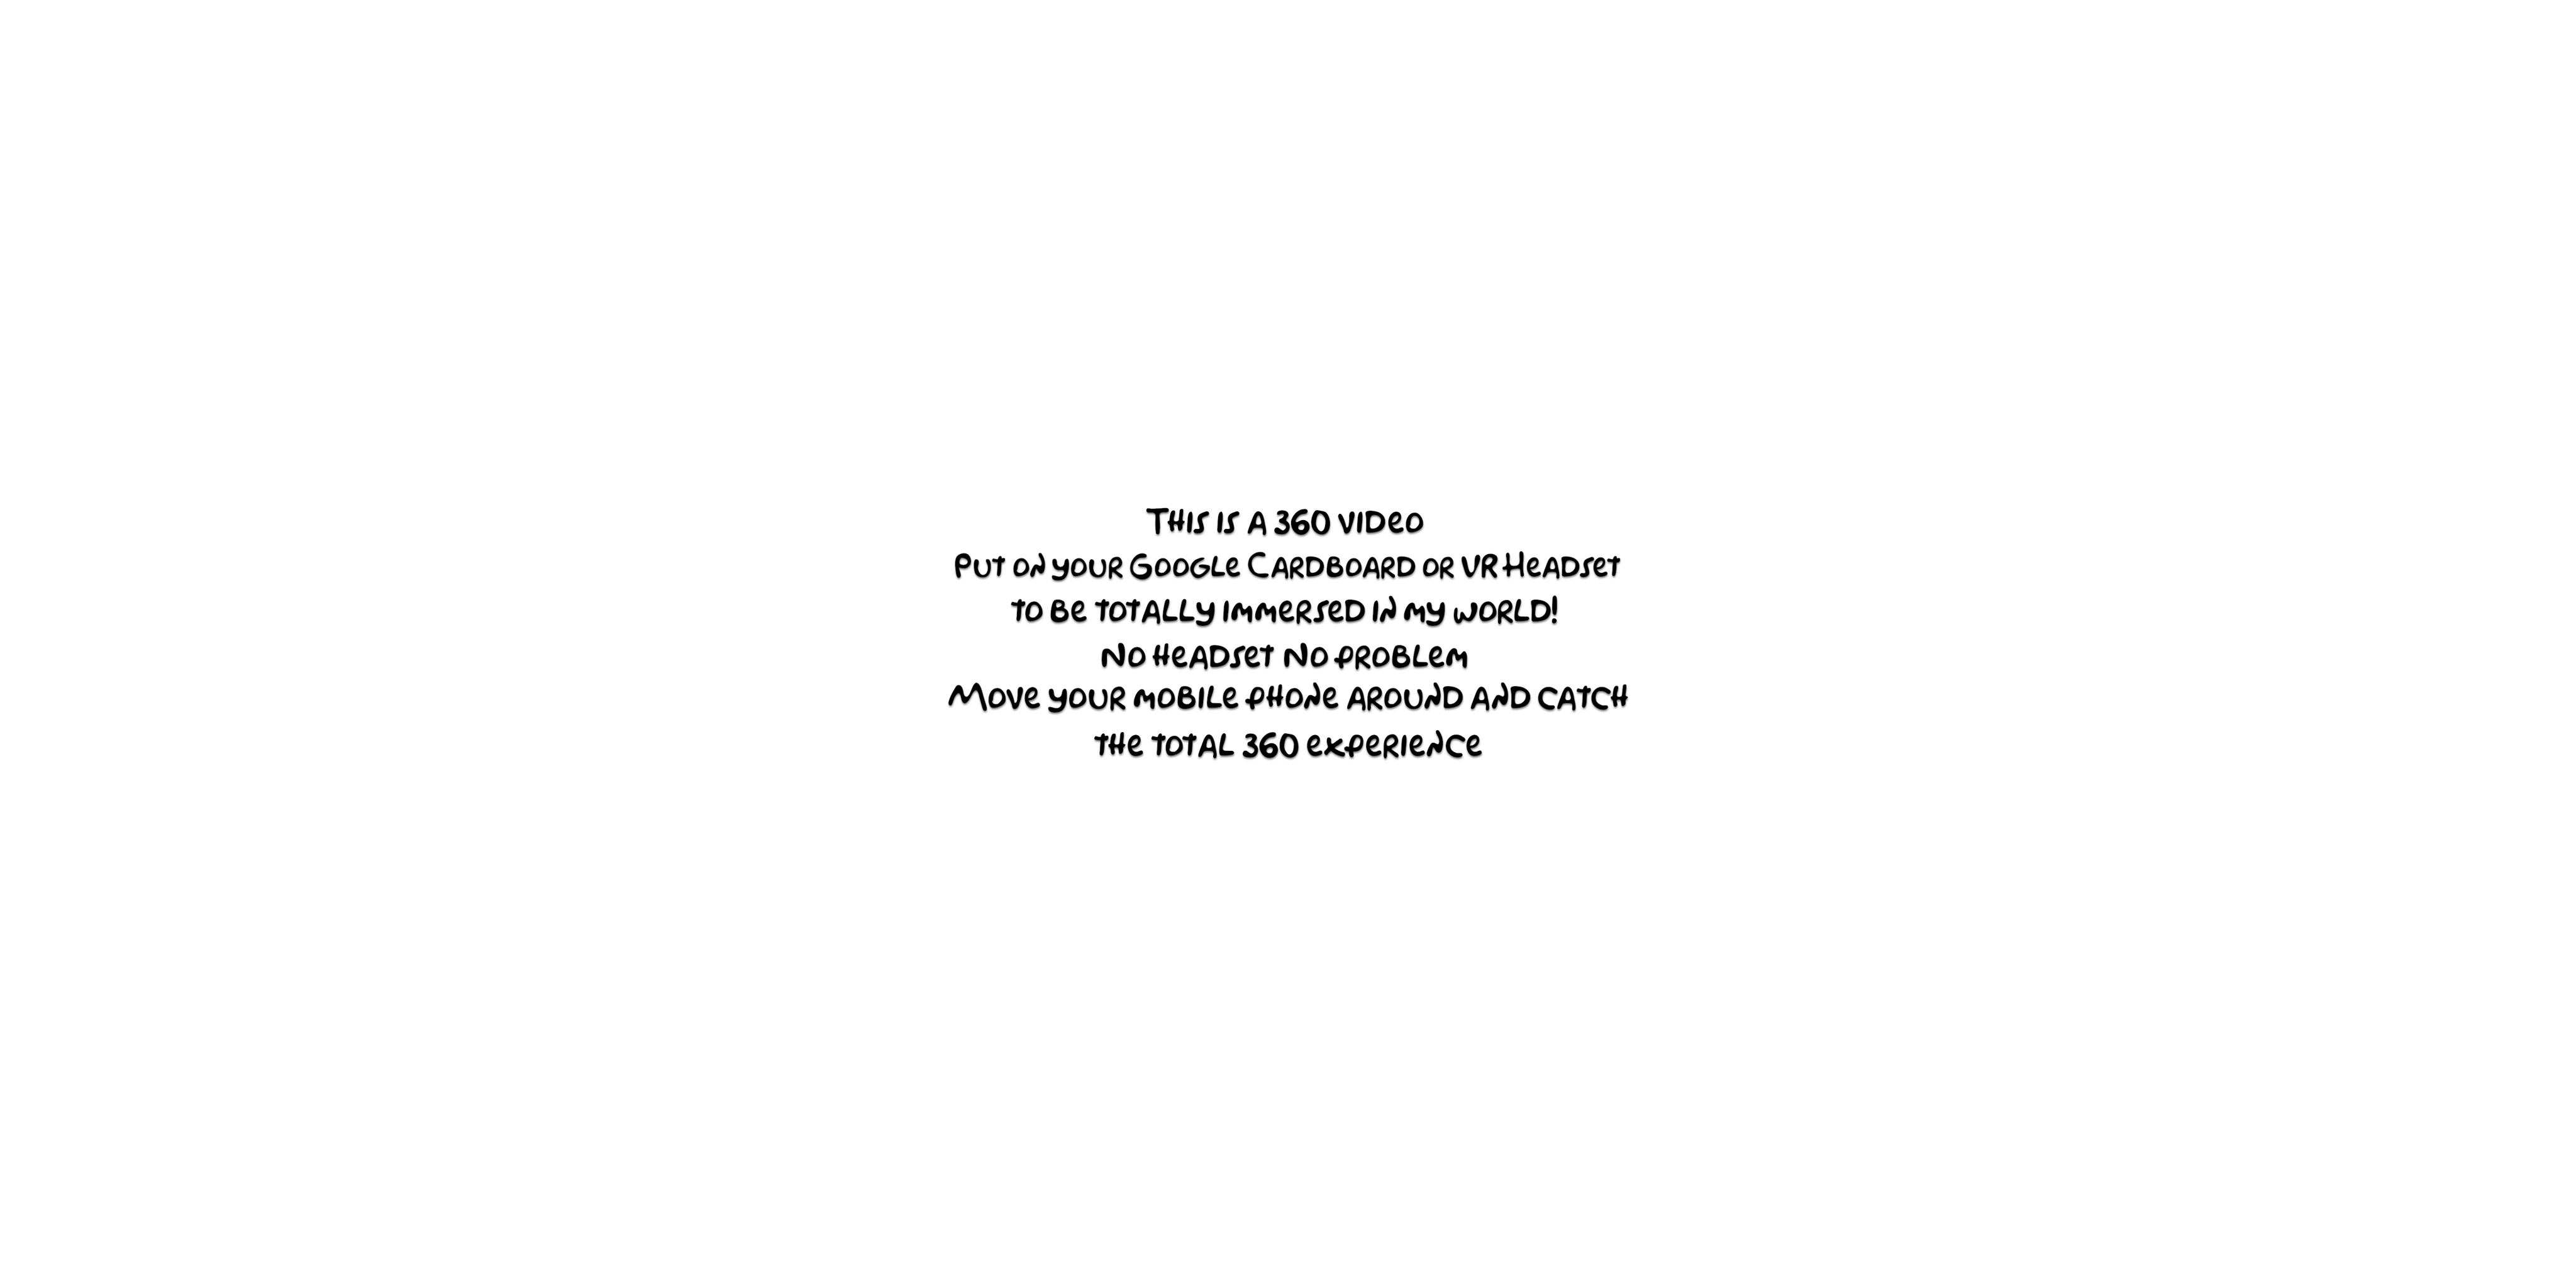 This is a 360 video
Put on your Google Cardboard or VR Headset
to be totally immersed in my world!
No headset No problem
Move your mobile phone around and catch
the total 360 experience